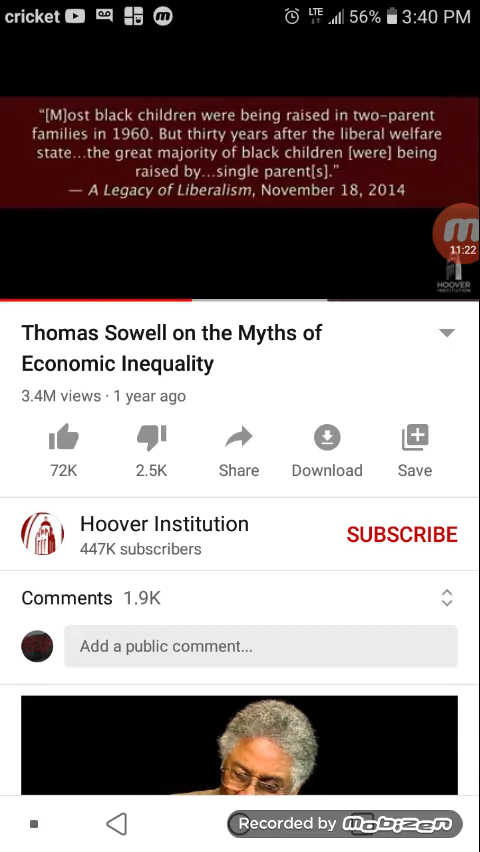 cricket
LTE 56% 3:40 PM
"[M]ost black children were being raised in two-parent
families in 1960. But thirty years after the liberal welfare
state...the great majority of black children [were] being
raised by...single parent[s]."
— A Legacy of Liberalism, November 18, 2014
11:22
HOOVER
INSTITUTION
Thomas Sowell on the Myths of
Economic Inequality
3.4M views · 1 year ago
72K 2.5K Share Download Save
Hoover Institution
447K subscribers
SUBSCRIBE
Comments 1.9K
Add a public comment...
Recorded by mobizen